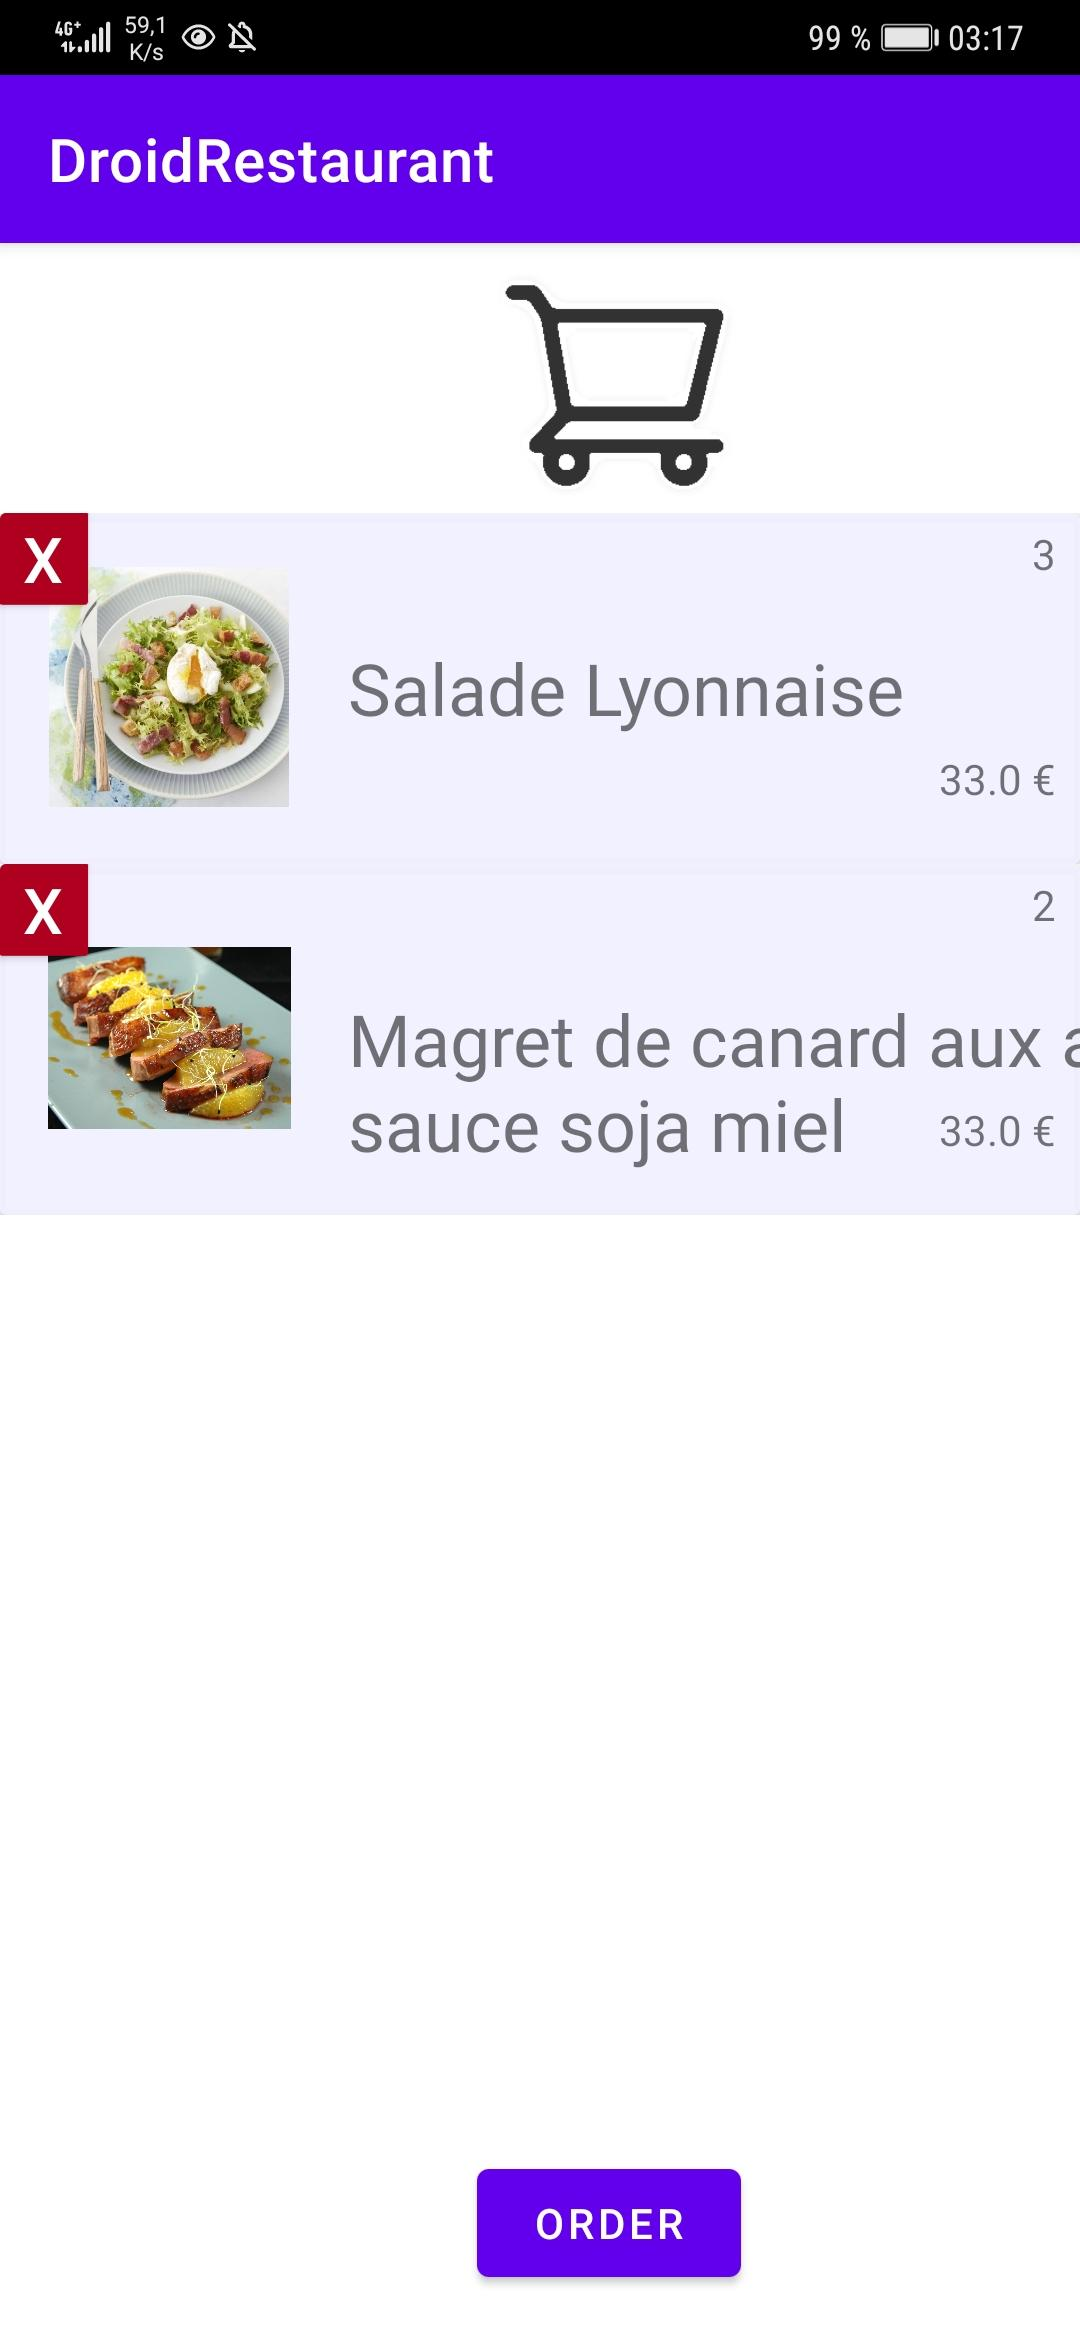 4G+
59,1
K/s
99 % 03:17
DroidRestaurant
X
3
Salade Lyonnaise
33.0 €
X
2
Magret de canard aux a
sauce soja miel
33.0 €
ORDER